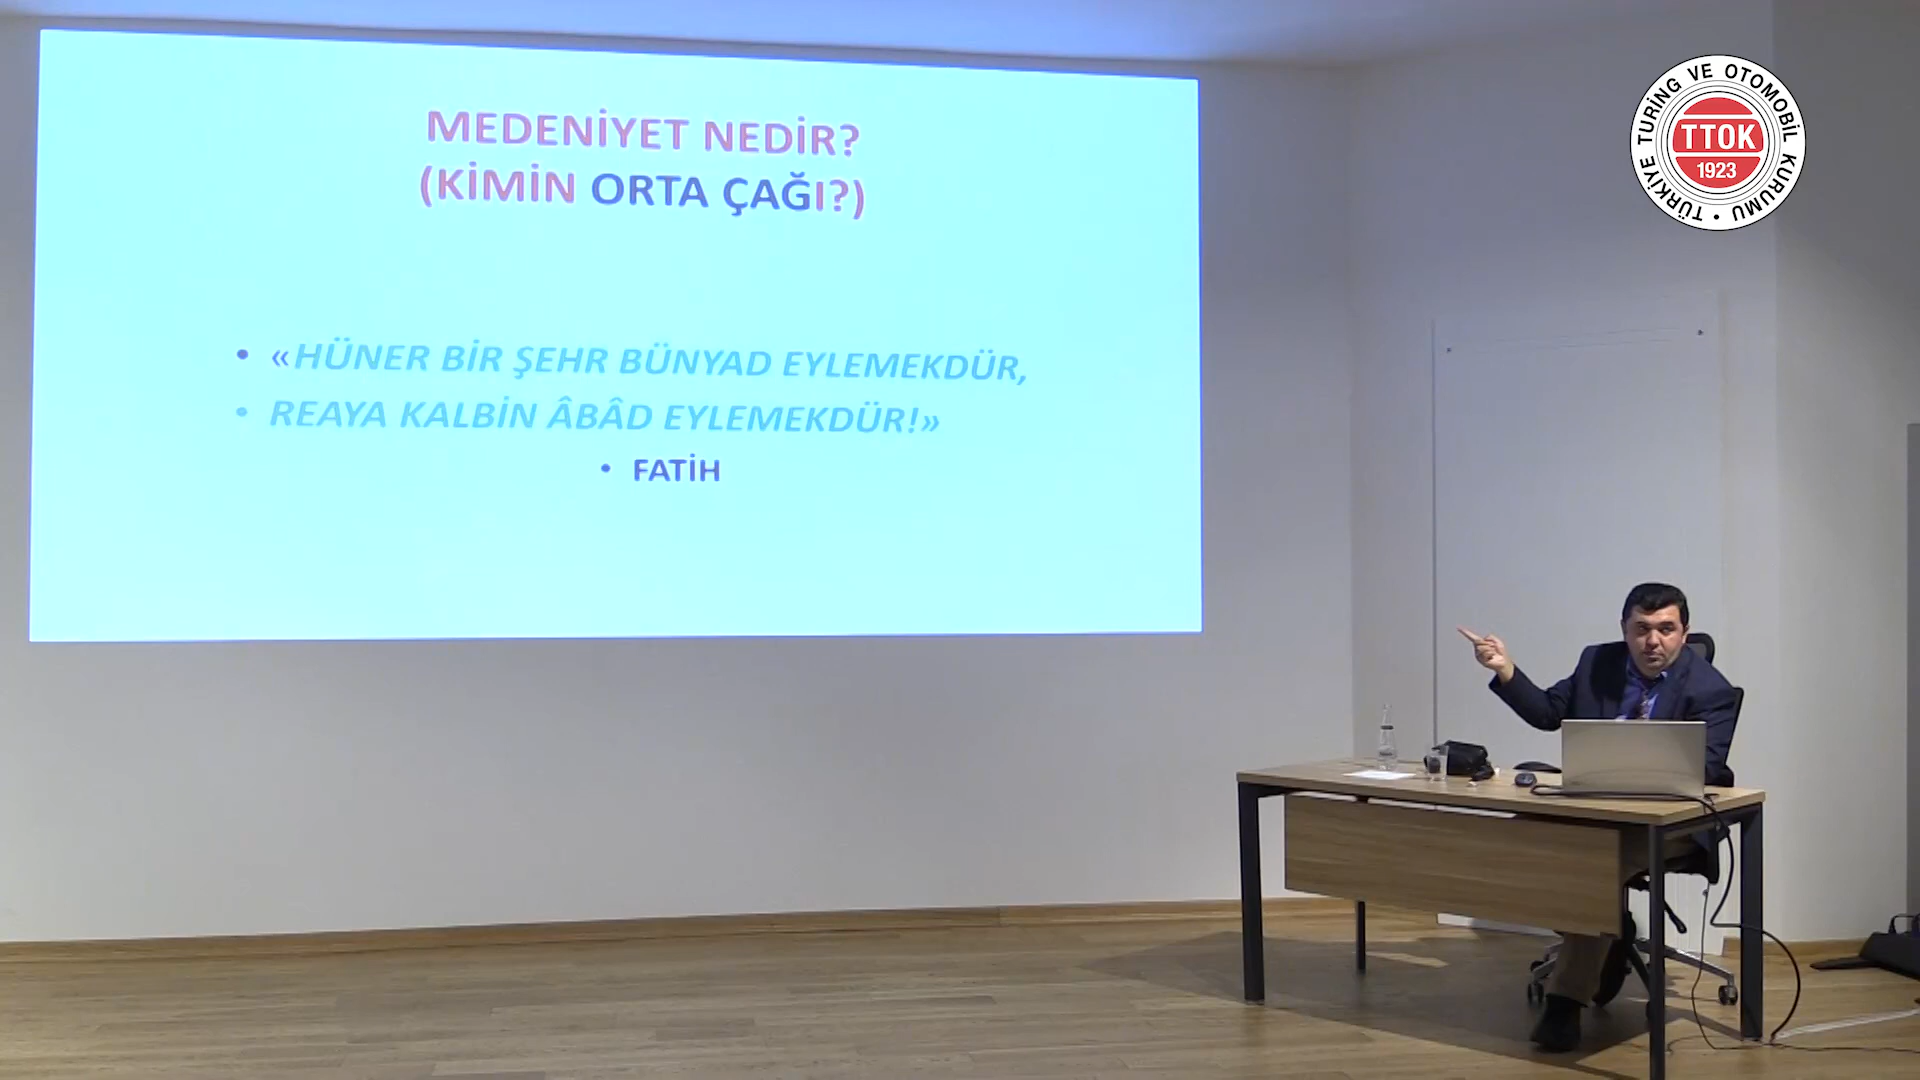 MEDENİYET NEDİR?
(KİMİN ORTA ÇAĞI?)
• «HÜNER BİR ŞEHR BÜNYAD EYLEMEKDÜR,
• REAYA KALBİN ÂBÂD EYLEMEKDÜR!»
• FATİH
TÜRKİYE TURİNG VE OTOMOBİL KURUMU •
TTOK
1923